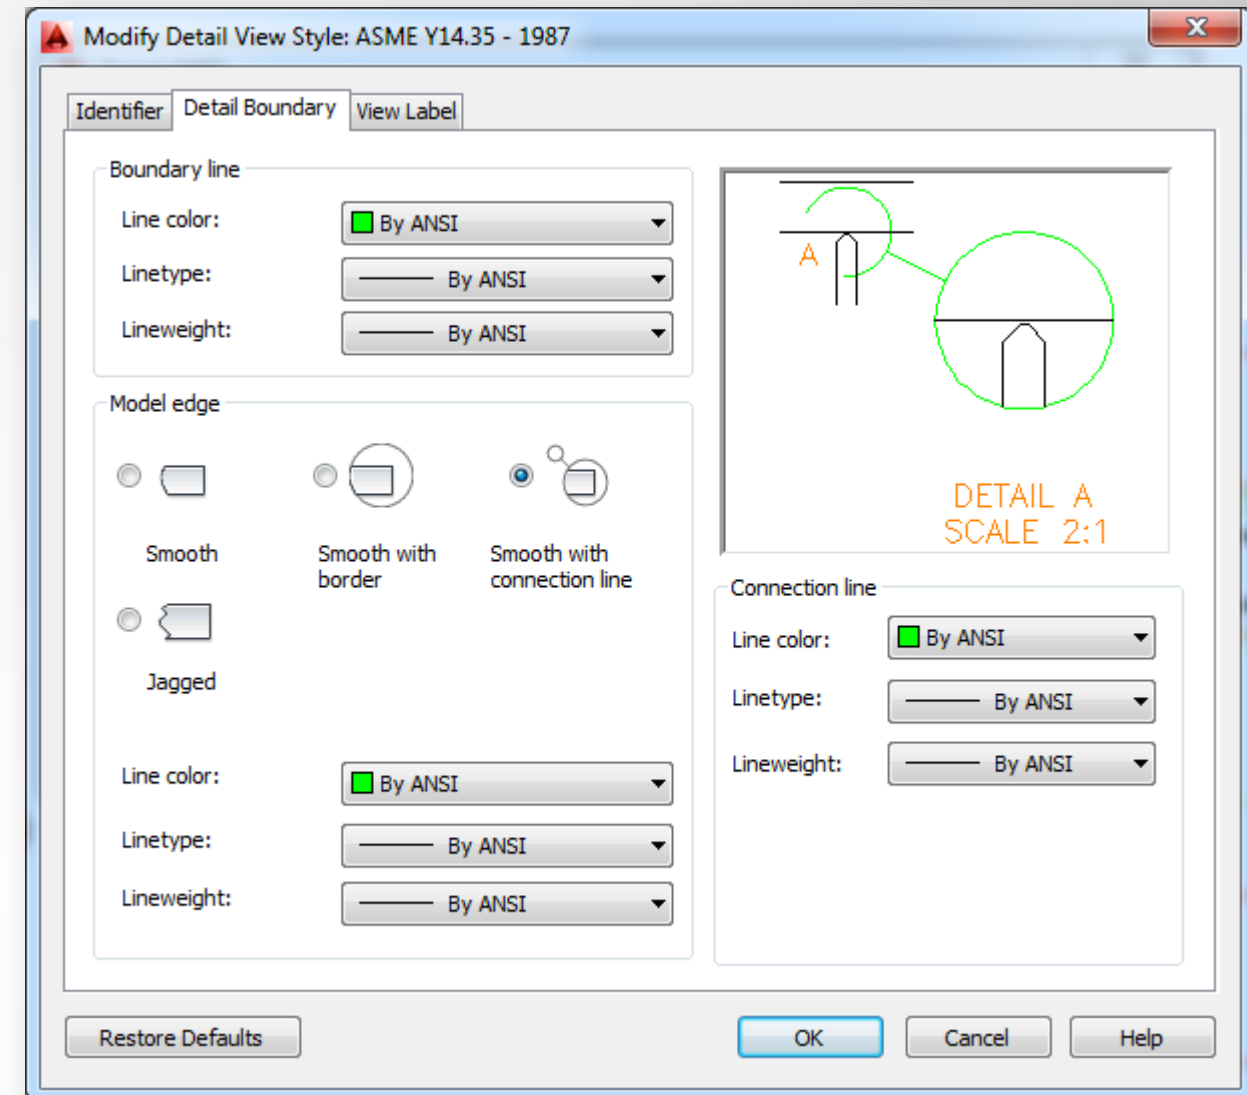 Modify Detail View Style: ASME Y14.35 - 1987
Identifier
Detail Boundary
View Label
Boundary line
Line color:
By ANSI
Linetype:
By ANSI
Lineweight:
By ANSI
Model edge
Smooth
Smooth with
border
Smooth with
connection line
Jagged
Line color:
By ANSI
Linetype:
By ANSI
Lineweight:
By ANSI
A
DETAIL A
SCALE 2:1
Connection line
Line color:
By ANSI
Linetype:
By ANSI
Lineweight:
By ANSI
Restore Defaults
OK
Cancel
Help